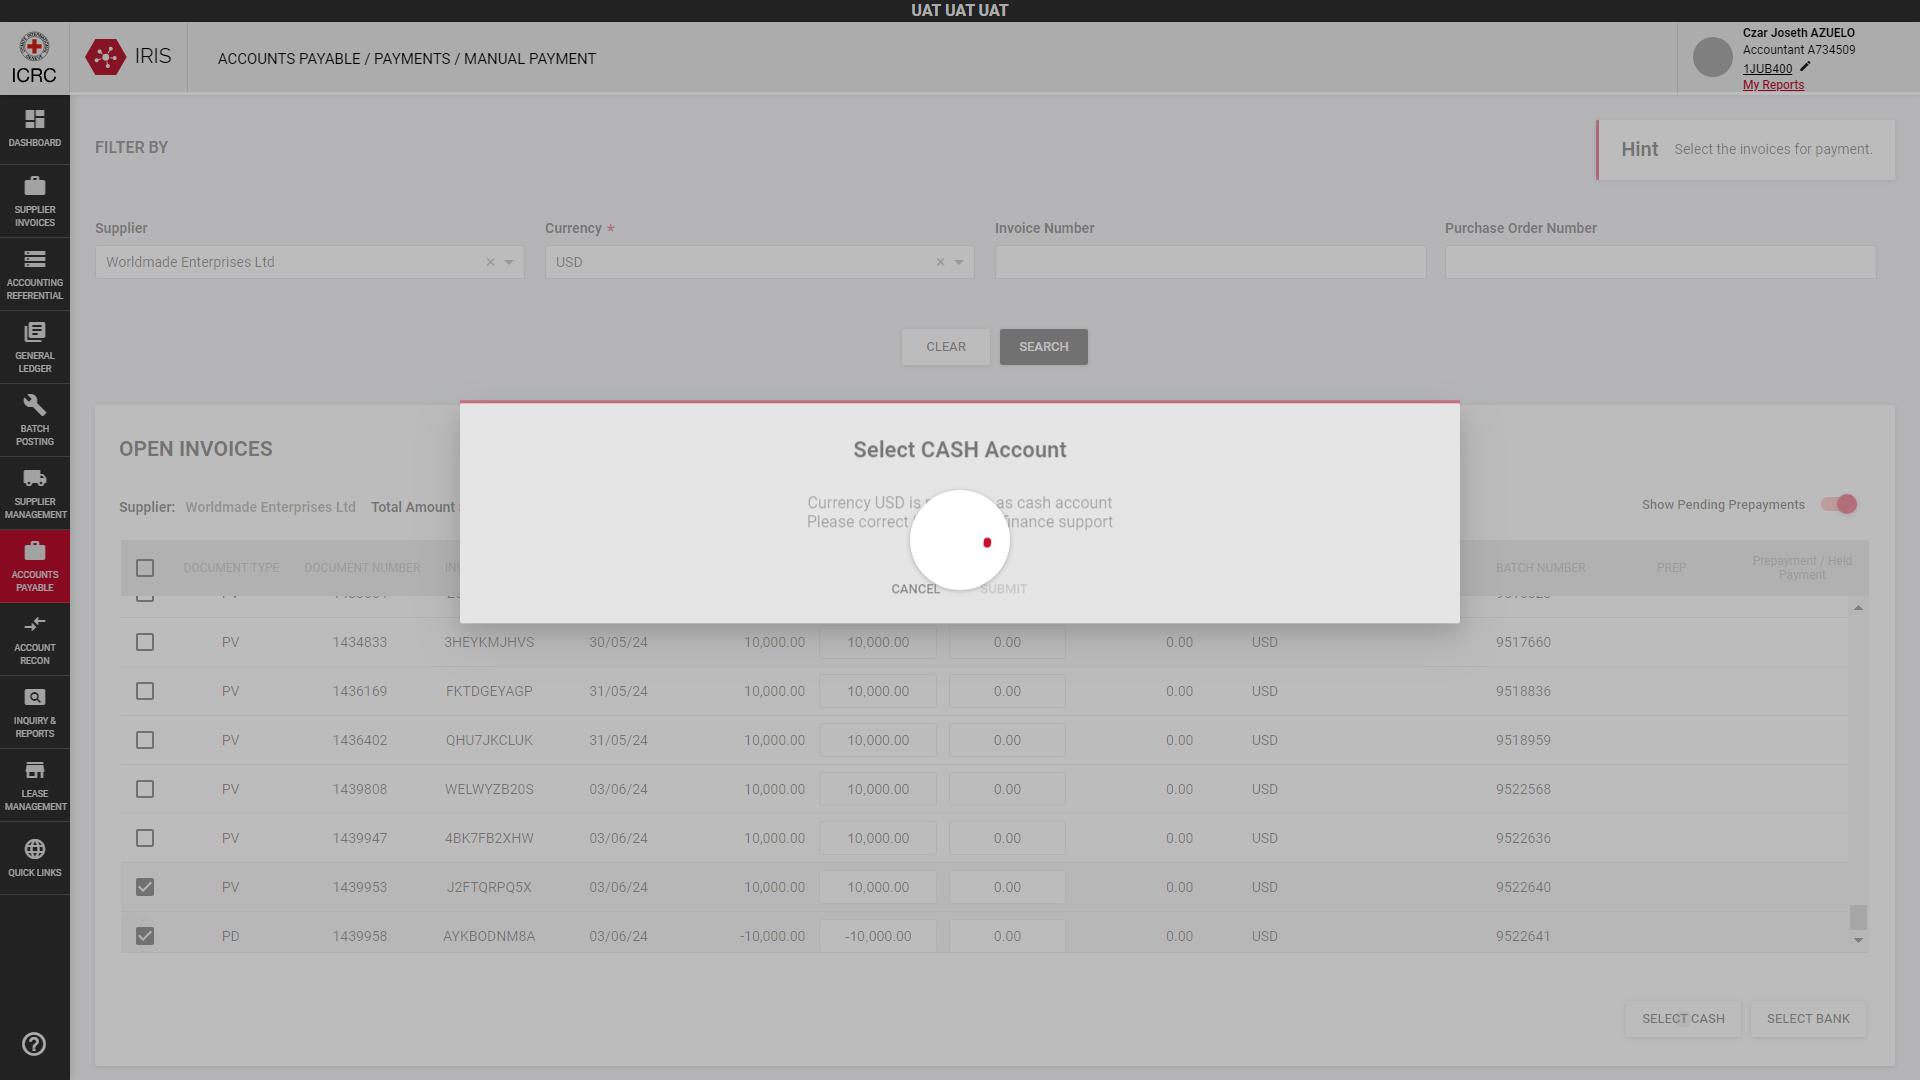 UAT UAT UAT
ICRC
IRIS
ACCOUNTS PAYABLE / PAYMENTS / MANUAL PAYMENT
Czar Joseth AZUELO
Accountant A734509
1JUB400
My Reports
DASHBOARD
SUPPLIER
INVOICES
ACCOUNTING
REFERENTIAL
GENERAL
LEDGER
BATCH
POSTING
SUPPLIER
MANAGEMENT
ACCOUNTS
PAYABLE
ACCOUNT
RECON
INQUIRY &
REPORTS
LEASE
MANAGEMENT
QUICK LINKS
FILTER BY
Hint Select the invoices for payment.
Supplier Currency * Invoice Number Purchase Order Number
Worldmade Enterprises Ltd USD
CLEAR SEARCH
OPEN INVOICES
Supplier: Worldmade Enterprises Ltd Total Amount
Show Pending Prepayments
Select CASH Account
Currency USD is as cash account
Please correct finance support
CANCEL SUBMIT
DOCUMENT TYPE DOCUMENT NUMBER BATCH NUMBER PREP Prepayment / Held
Payment
PV 1434833 3HEYKMJHVS 30/05/24 10,000.00 10,000.00 0.00 0.00 USD 9517660
PV 1436169 FKTDGEYAGP 31/05/24 10,000.00 10,000.00 0.00 0.00 USD 9518836
PV 1436402 QHU7JKCLUK 31/05/24 10,000.00 10,000.00 0.00 0.00 USD 9518959
PV 1439808 WELWYZB20S 03/06/24 10,000.00 10,000.00 0.00 0.00 USD 9522568
PV 1439947 4BK7FB2XHW 03/06/24 10,000.00 10,000.00 0.00 0.00 USD 9522636
PV 1439953 J2FTQRPQ5X 03/06/24 10,000.00 10,000.00 0.00 0.00 USD 9522640
PD 1439958 AYKBODNM8A 03/06/24 -10,000.00 -10,000.00 0.00 0.00 USD 9522641
SELECT CASH SELECT BANK